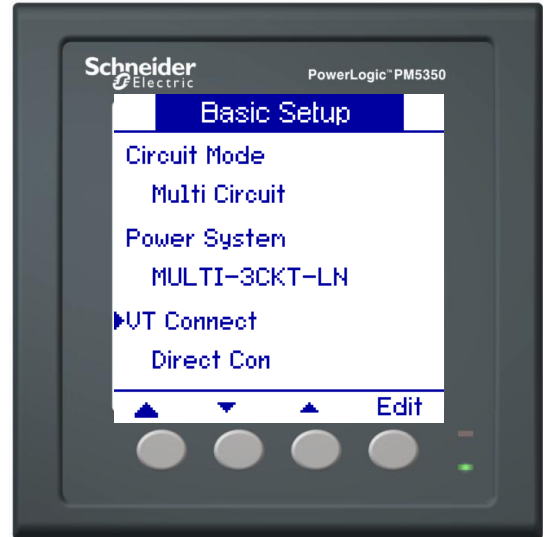 Schneider
Electric
PowerLogic™ PM5350
Basic Setup
Circuit Mode
Multi Circuit
Power System
MULTI-3CKT-LN
VT Connect
Direct Con
Edit